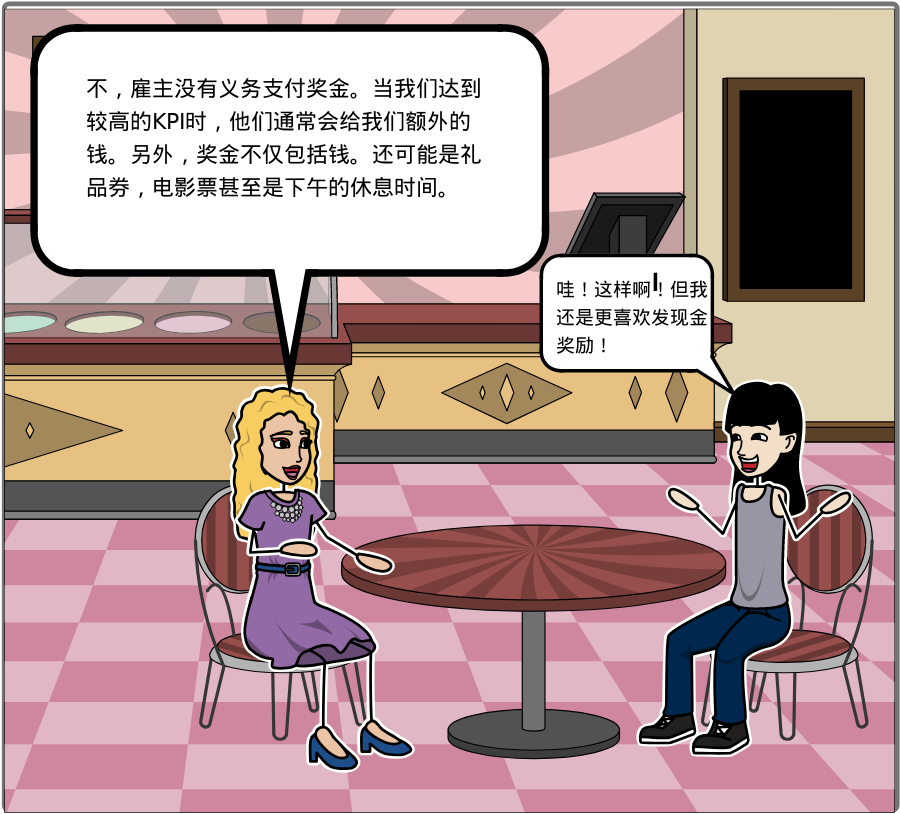 不，雇主没有义务支付奖金。当我们达到
较高的KPI时，他们通常会给我们额外的
钱。另外，奖金不仅包括钱。还可能是礼
品券，电影票甚至是下午的休息时间。
哇！这样啊！但我
还是更喜欢发现金
奖励！